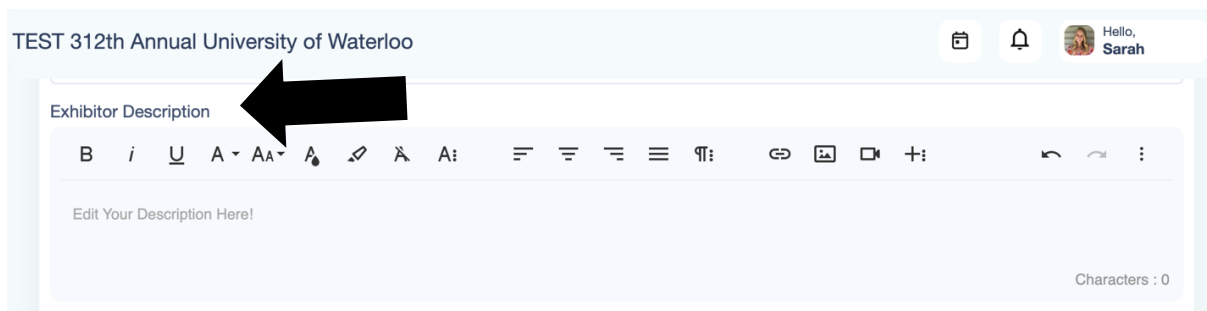 TEST 312th Annual University of Waterloo
Hello,
Sarah
Exhibitor Description
B i U A AA A A A:
Edit Your Description Here!
Characters : 0